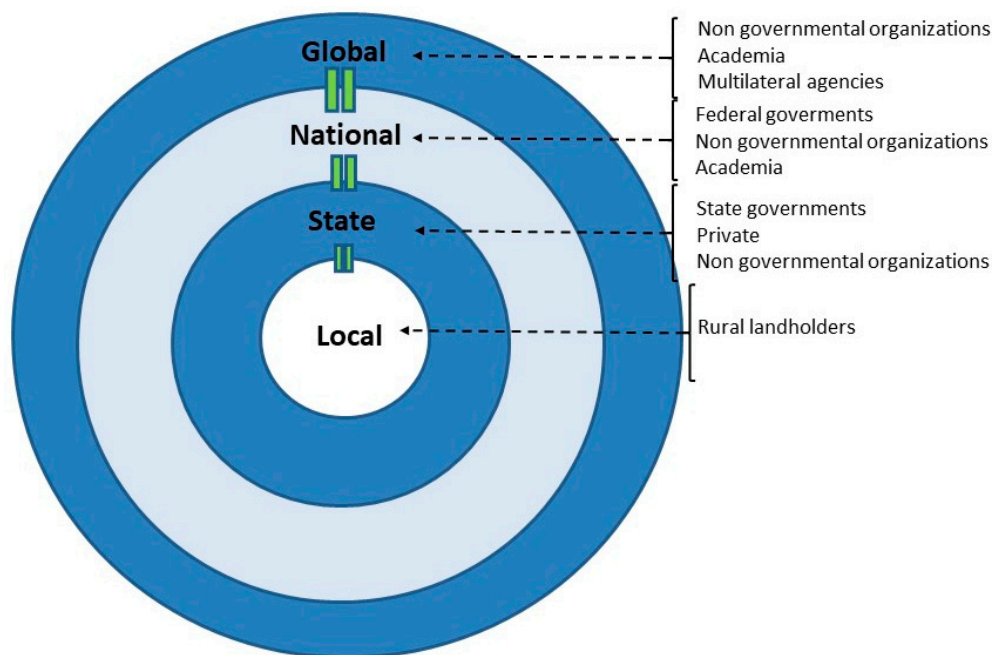 Global
Non governmental organizations
Academia
Multilateral agencies
National
Federal goverments
Non governmental organizations
Academia
State
State governments
Private
Non governmental organizations
Local
Rural landholders